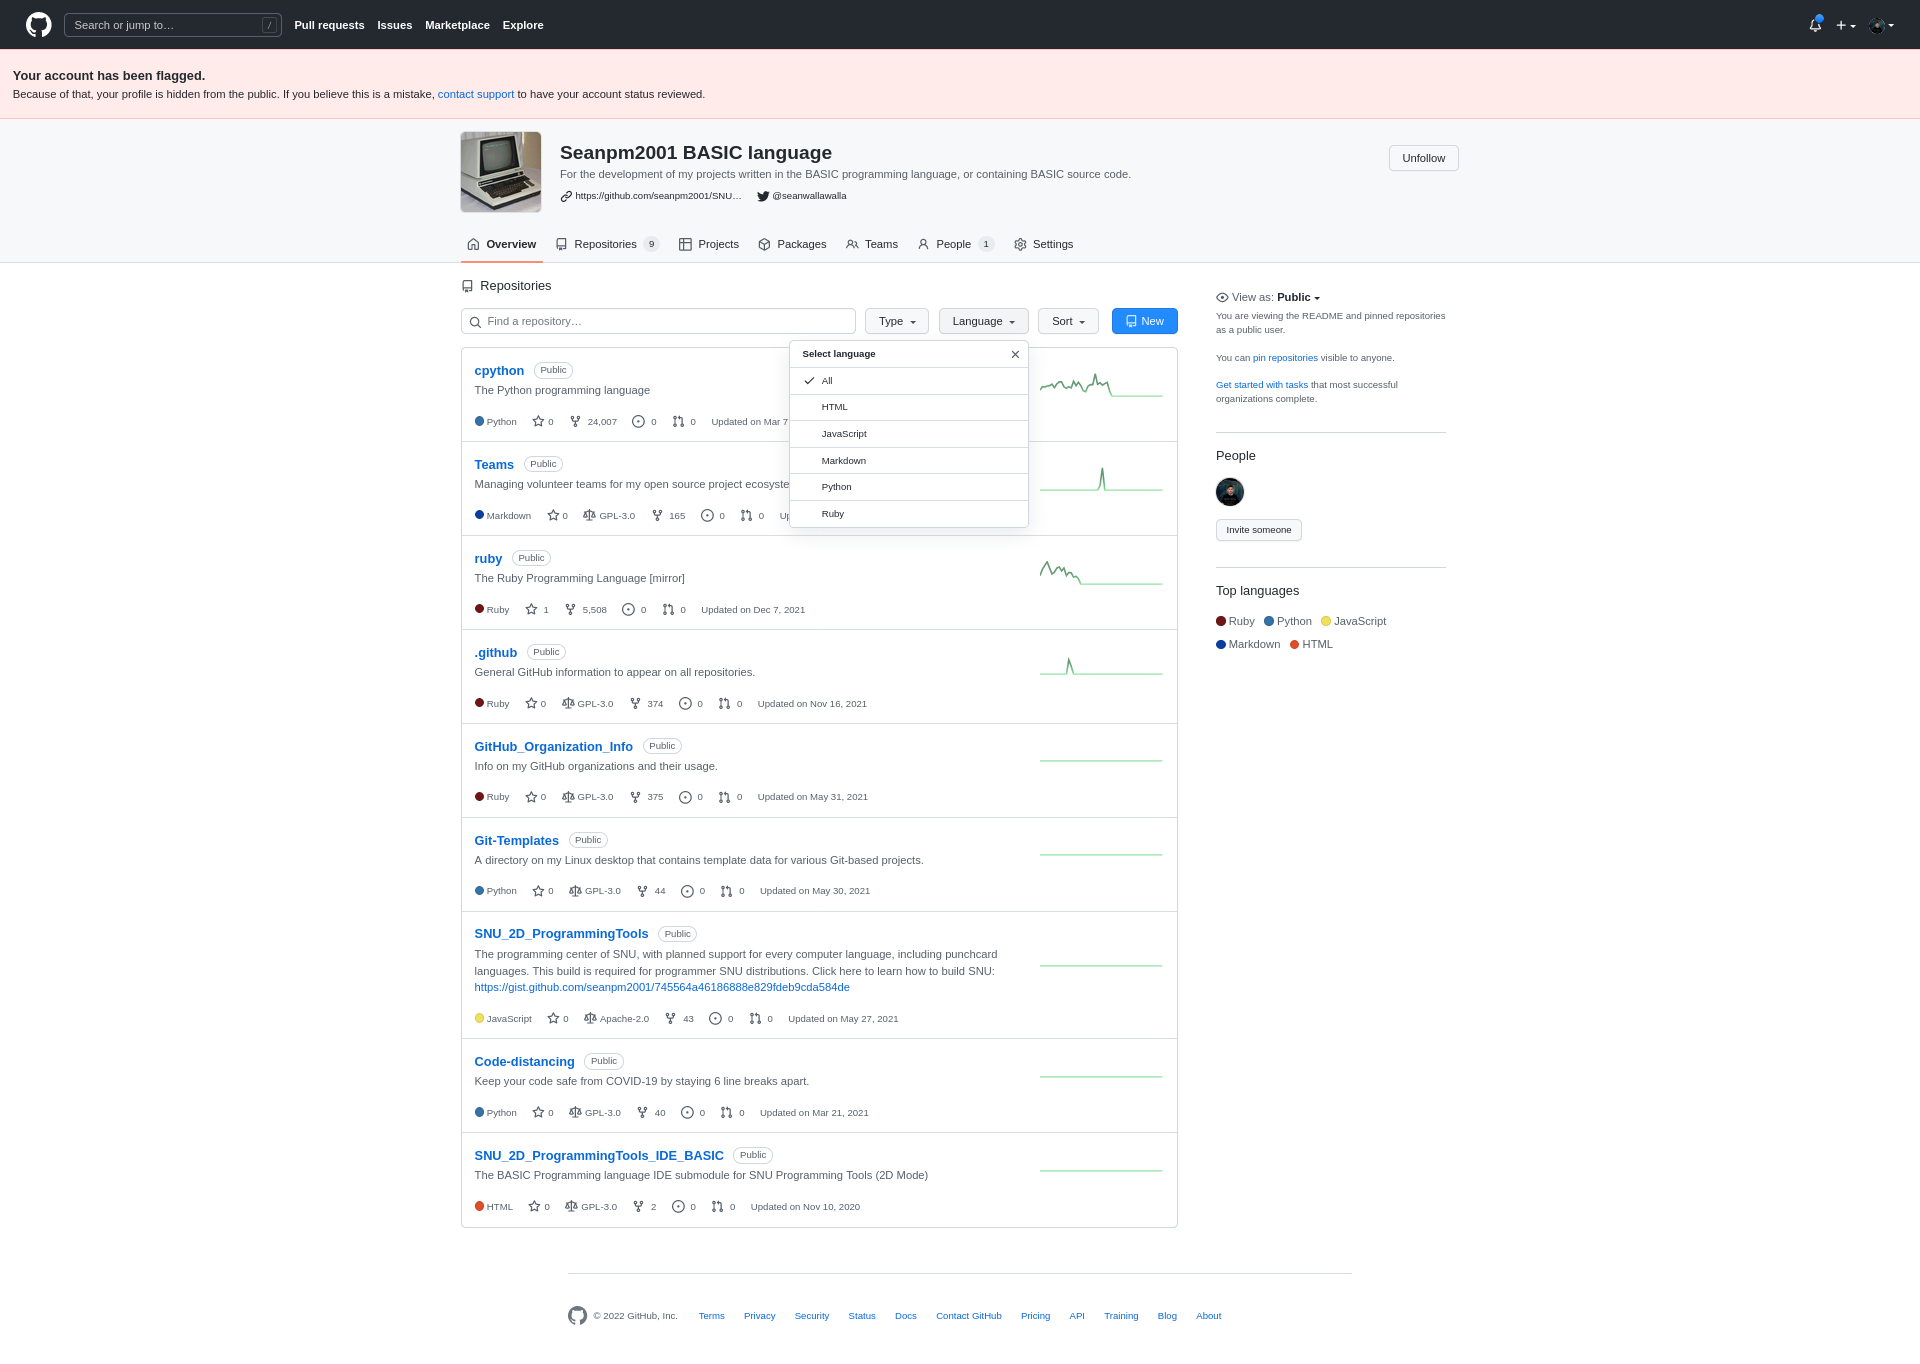 Search or jump to… /
Pull requests Issues Marketplace Explore
Your account has been flagged.
Because of that, your profile is hidden from the public. If you believe this is a mistake, contact support to have your account status reviewed.
Seanpm2001 BASIC language
Unfollow
For the development of my projects written in the BASIC programming language, or containing BASIC source code.
https://github.com/seanpm2001/SNU… @seanwallawalla
Overview Repositories 9 Projects Packages Teams People 1 Settings
Repositories
Find a repository… Type Language Sort New
Select language
All
HTML
JavaScript
Markdown
Python
Ruby
cpython Public
The Python programming language
Python 0 24,007 0 0 Updated on Mar 7
Teams Public
Managing volunteer teams for my open source project ecosyste
Markdown 0 GPL-3.0 165 0 0 Up
ruby Public
The Ruby Programming Language [mirror]
Ruby 1 5,508 0 0 Updated on Dec 7, 2021
.github Public
General GitHub information to appear on all repositories.
Ruby 0 GPL-3.0 374 0 0 Updated on Nov 16, 2021
GitHub_Organization_Info Public
Info on my GitHub organizations and their usage.
Ruby 0 GPL-3.0 375 0 0 Updated on May 31, 2021
Git-Templates Public
A directory on my Linux desktop that contains template data for various Git-based projects.
Python 0 GPL-3.0 44 0 0 Updated on May 30, 2021
SNU_2D_ProgrammingTools Public
The programming center of SNU, with planned support for every computer language, including punchcard
languages. This build is required for programmer SNU distributions. Click here to learn how to build SNU:
https://gist.github.com/seanpm2001/745564a46186888e829fdeb9cda584de
JavaScript 0 Apache-2.0 43 0 0 Updated on May 27, 2021
Code-distancing Public
Keep your code safe from COVID-19 by staying 6 line breaks apart.
Python 0 GPL-3.0 40 0 0 Updated on Mar 21, 2021
SNU_2D_ProgrammingTools_IDE_BASIC Public
The BASIC Programming language IDE submodule for SNU Programming Tools (2D Mode)
HTML 0 GPL-3.0 2 0 0 Updated on Nov 10, 2020
View as: Public
You are viewing the README and pinned repositories
as a public user.
You can pin repositories visible to anyone.
Get started with tasks that most successful
organizations complete.
People
Invite someone
Top languages
Ruby Python JavaScript
Markdown HTML
© 2022 GitHub, Inc. Terms Privacy Security Status Docs Contact GitHub Pricing API Training Blog About